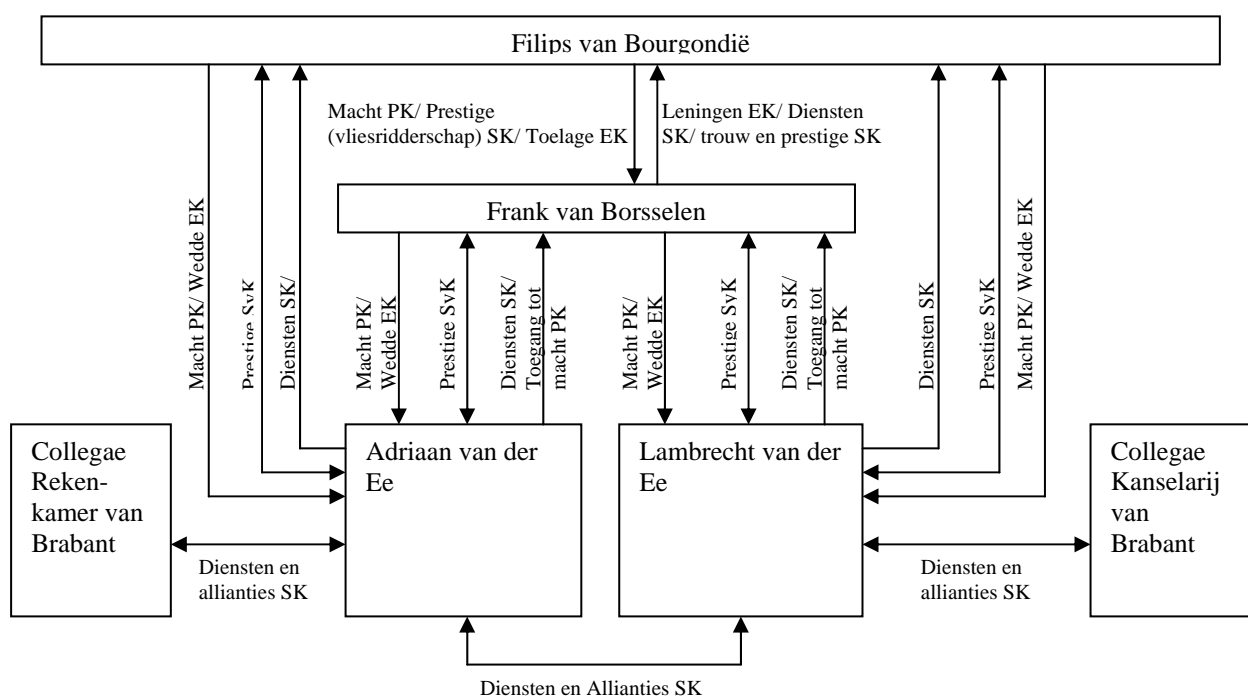 Filips van Bourgondië
Macht PK/ Prestige
(vliesridderschap) SK/ Toelage EK
Leningen EK/ Diensten
SK/ trouw en prestige SK
Frank van Borsselen
Macht PK/ Wedde EK
Prestige SyK
Diensten SK/
Macht PK/
Wedde EK
Prestige SyK
Diensten SK/
Toegang tot
macht PK
Macht PK/
Wedde EK
Prestige SyK
Diensten SK/
Toegang tot
macht PK
Diensten SK
Prestige SyK
Macht PK/ Wedde EK
Collegae
Reken-
kamer van
Brabant
Adriaan van der
Ee
Lambrecht van der
Ee
Collegae
Kanselarij
van
Brabant
Diensten en
allianties SK
Diensten en
allianties SK
Diensten en Allianties SK